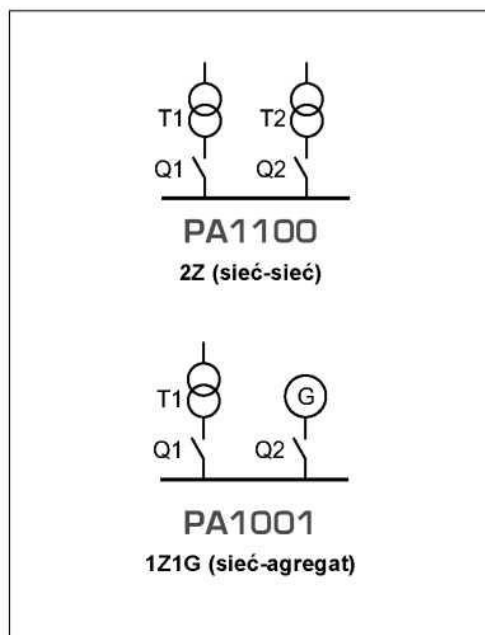 T1 T2
Q1 Q2
PA1100
2Z (sieć-sieć)
T1 G
Q1 Q2
PA1001
1Z1G (sieć-agregat)